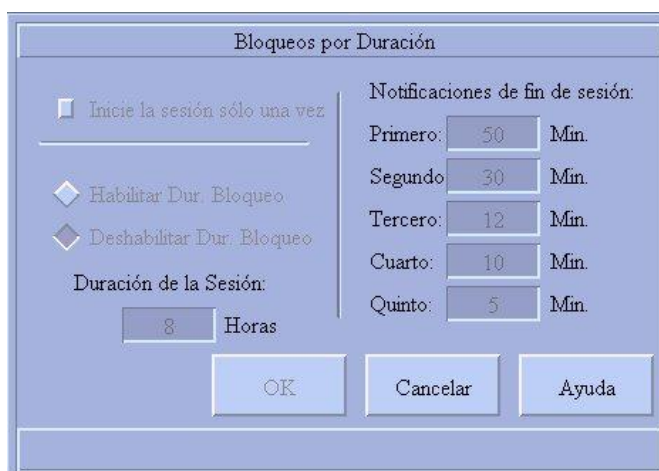 Bloqueos por Duración
Inicie la sesión sólo una vez
Habilitar Dur. Bloqueo
Deshabilitar Dur. Bloqueo
Duración de la Sesión:
8 Horas
Notificaciones de fin de sesión:
Primero: 50 Min.
Segundo 30 Min.
Tercero: 12 Min.
Cuarto: 10 Min.
Quinto: 5 Min.
OK Cancelar Ayuda